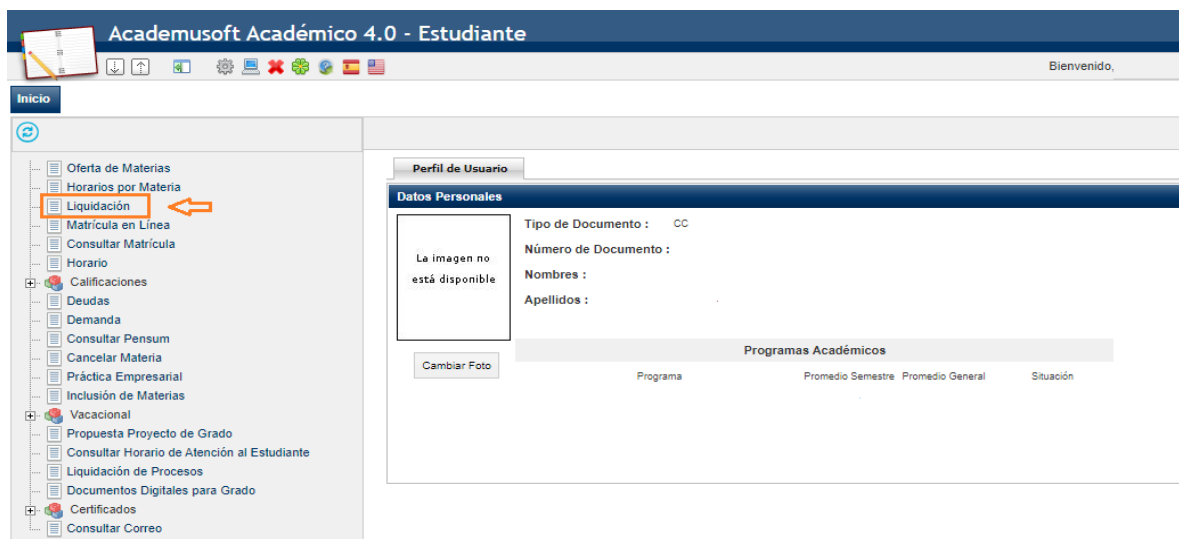 Academusoft Académico 4.0 - Estudiante
Bienvenido,
Inicio
Oferta de Materias
Horarios por Materia
Liquidación
Matrícula en Línea
Consultar Matrícula
Horario
Calificaciones
Deudas
Demanda
Consultar Pensum
Cancelar Materia
Práctica Empresarial
Inclusión de Materias
Vacacional
Propuesta Proyecto de Grado
Consultar Horario de Atención al Estudiante
Liquidación de Procesos
Documentos Digitales para Grado
Certificados
Consultar Correo
Perfil de Usuario
Datos Personales
La imagen no
está disponible
Cambiar Foto
Tipo de Documento : CC
Número de Documento :
Nombres :
Apellidos :
Programas Académicos
Programa Promedio Semestre Promedio General Situación